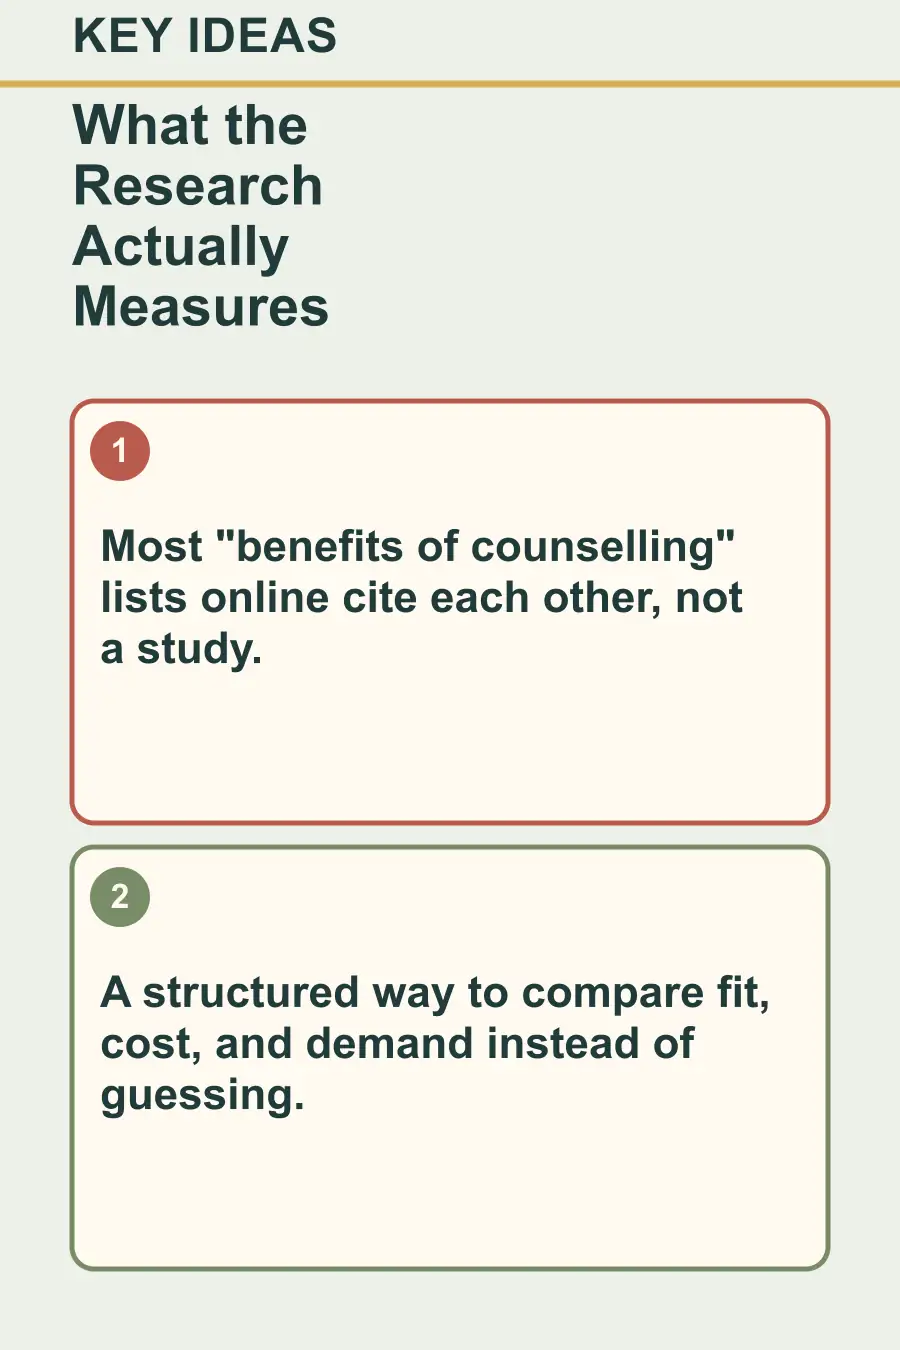 KEY IDEAS
What the
Research
Actually
Measures
1
Most "benefits of counselling"
lists online cite each other, not
a study.
2
A structured way to compare fit,
cost, and demand instead of
guessing.